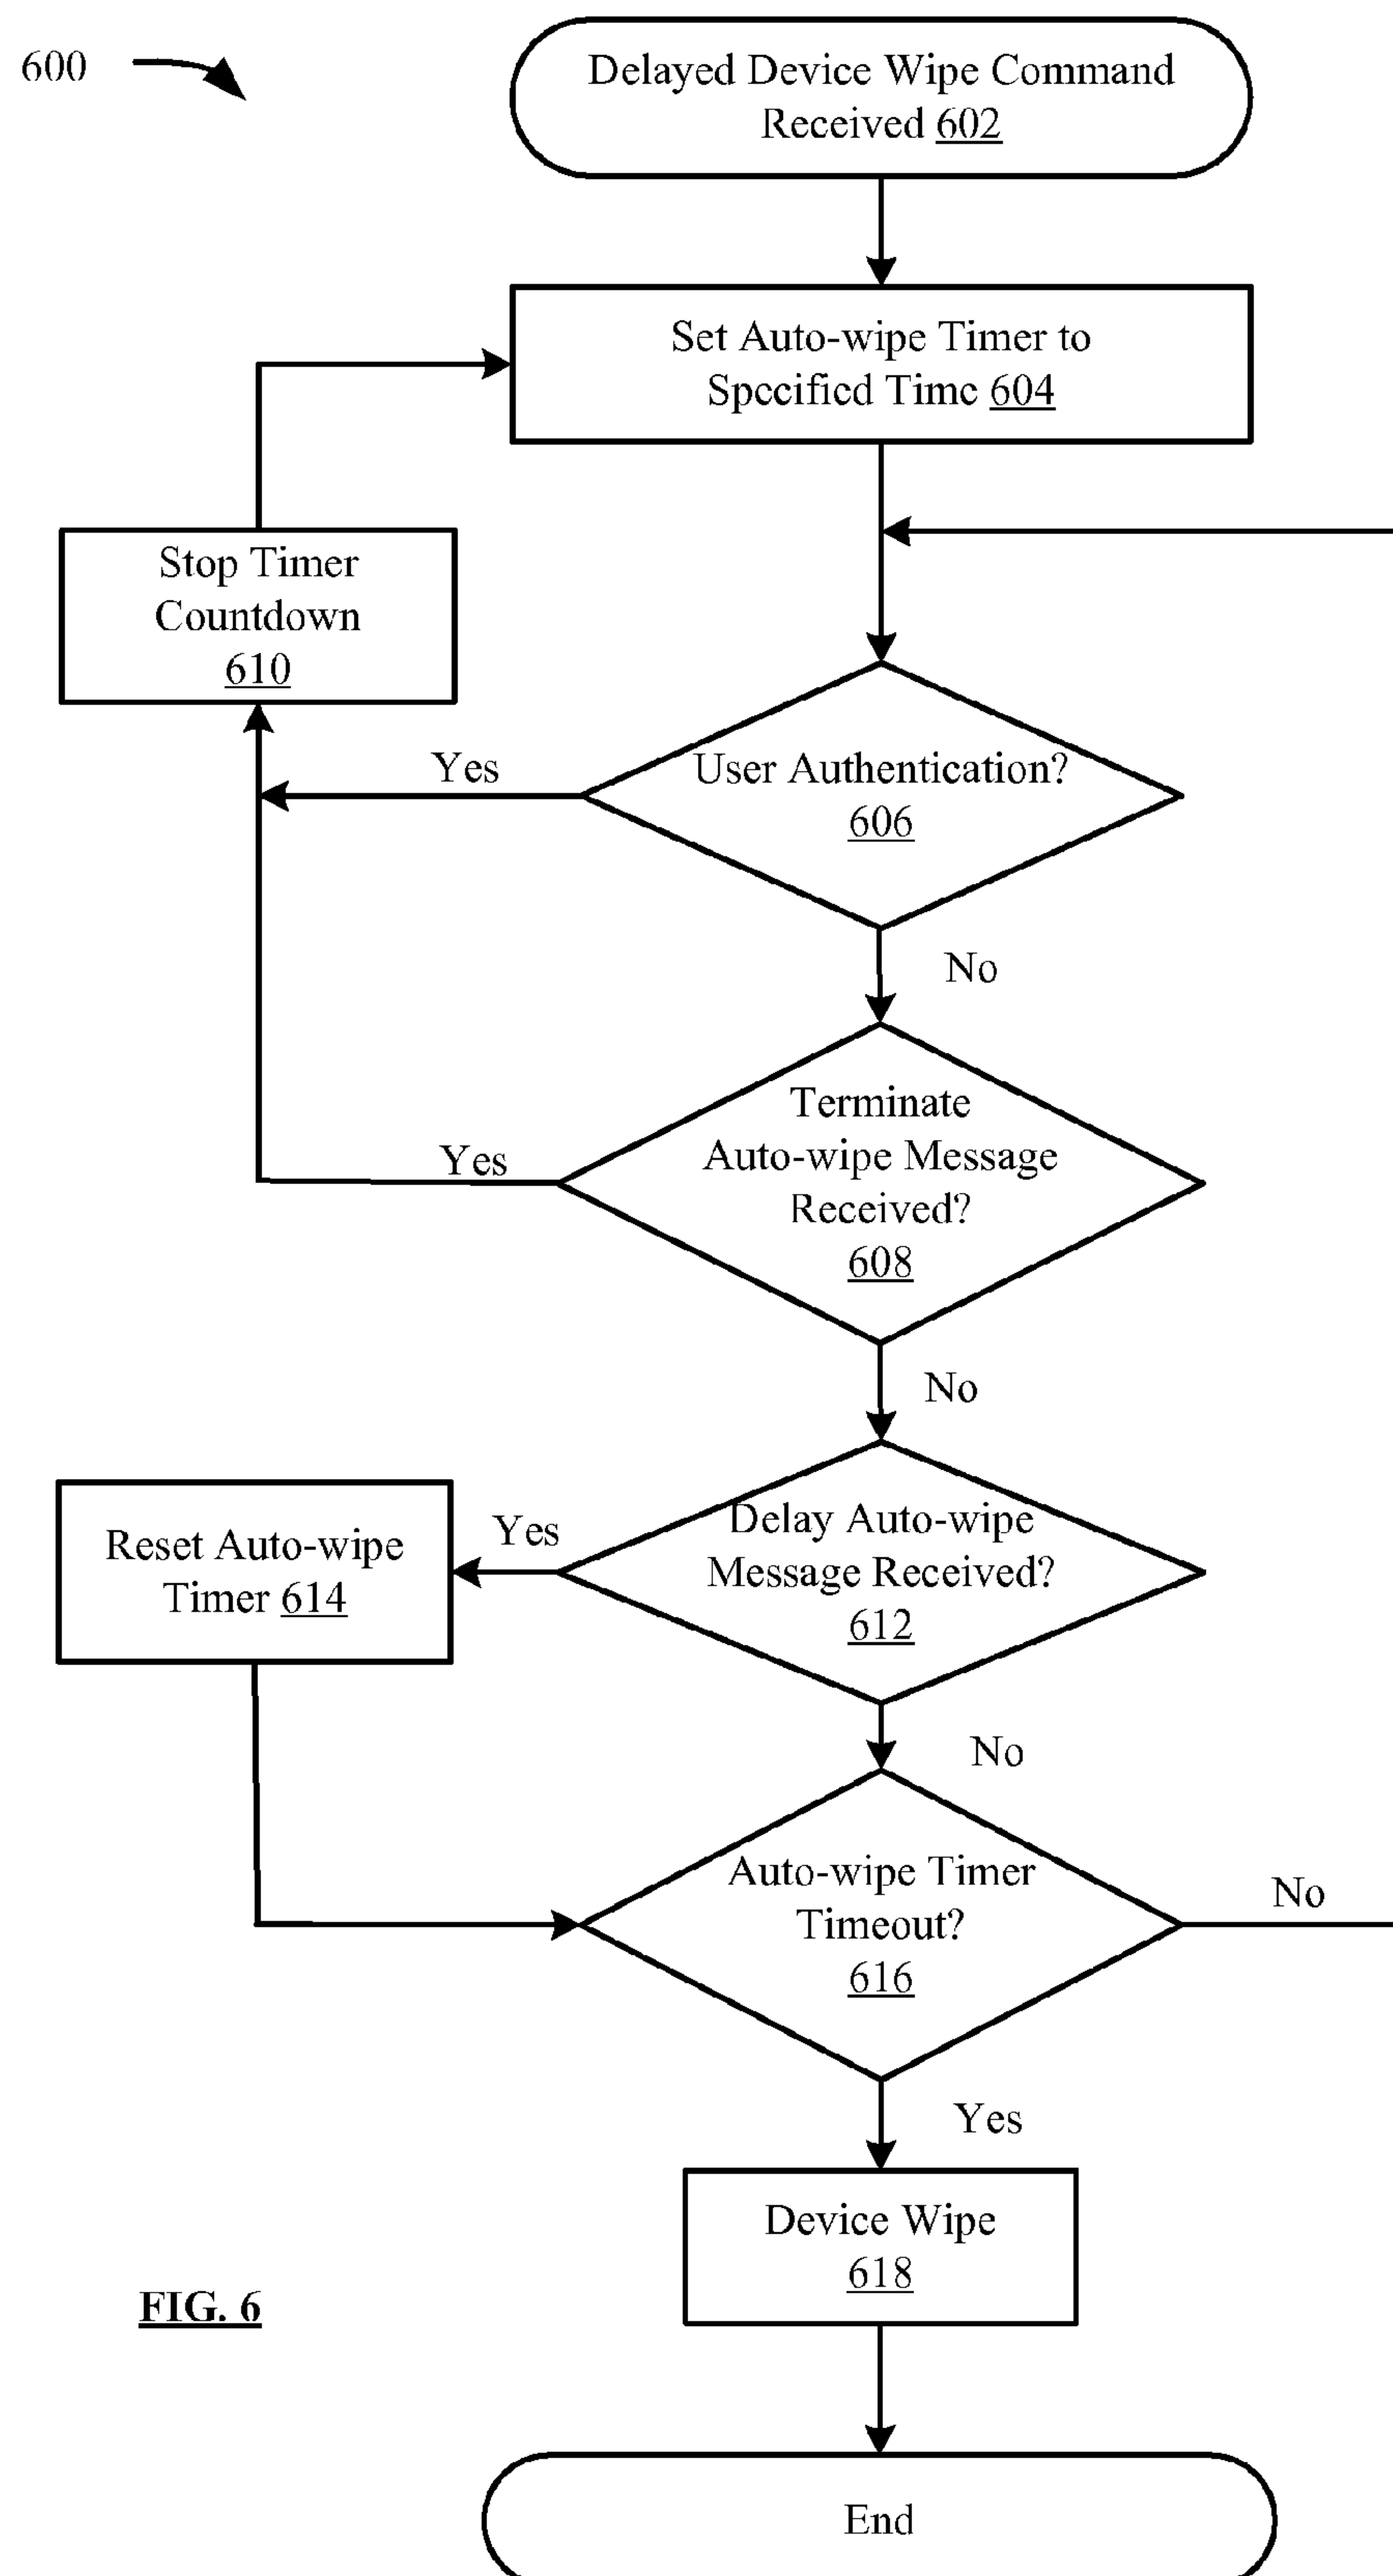 600
Delayed Device Wipe Command
Received 602
Set Auto-wipe Timer to
Specified Time 604
Stop Timer
Countdown
610
Yes
User Authentication?
606
No
Terminate
Auto-wipe Message
Received?
608
Yes
No
Reset Auto-wipe
Timer 614
Yes
Delay Auto-wipe
Message Received?
612
No
Auto-wipe Timer
Timeout?
616
No
Yes
Device Wipe
618
FIG. 6
End